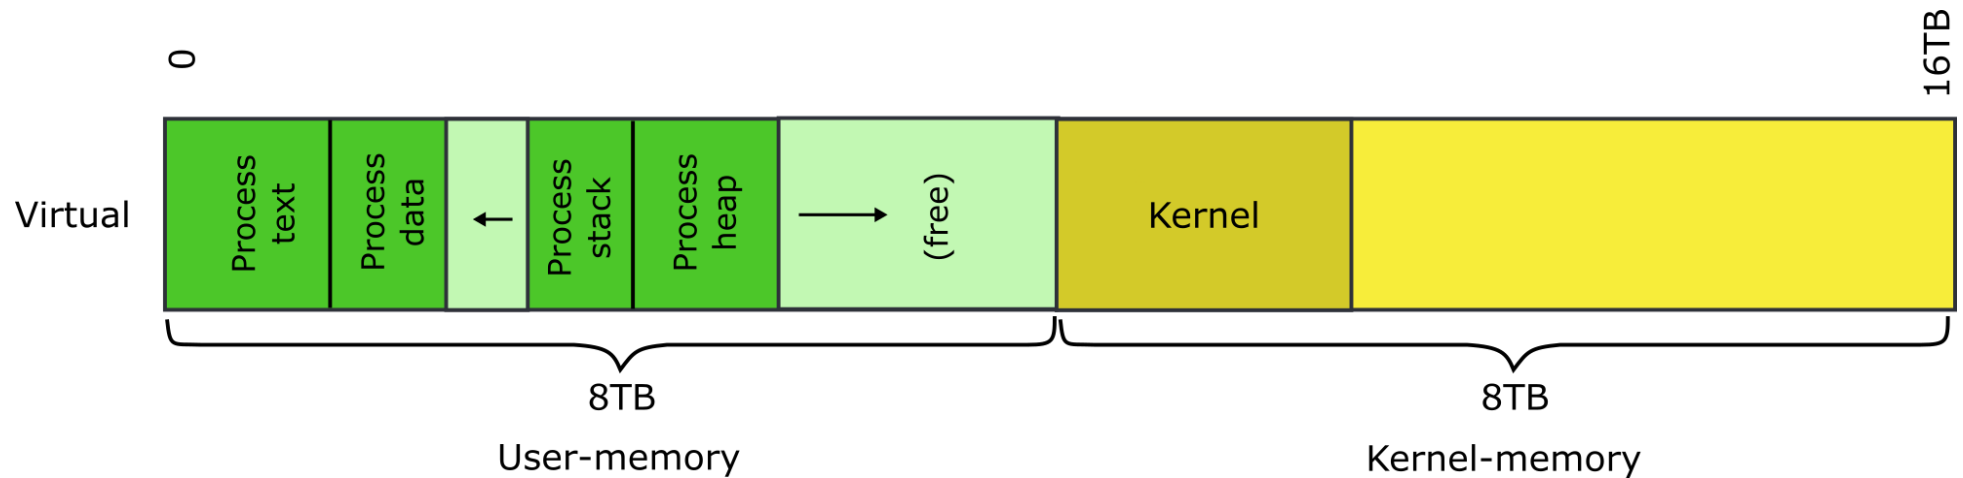 0
16TB
Virtual
Process
text
Process
data
Process
stack
Process
heap
(free)
Kernel
8TB
8TB
User-memory
Kernel-memory